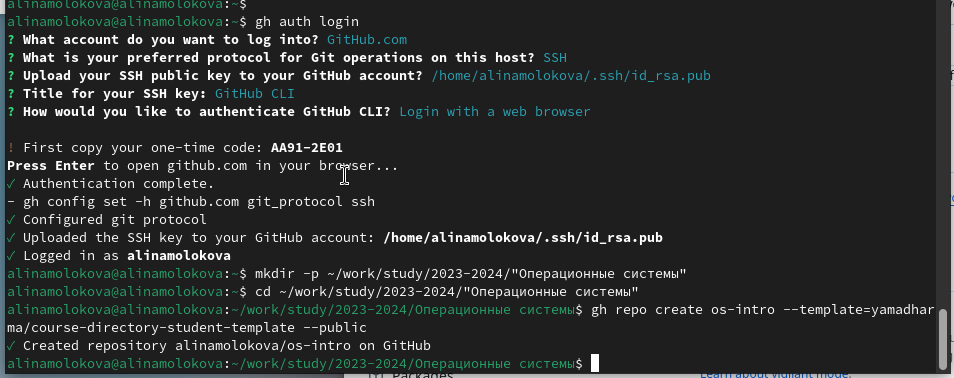 alinamolokova@alinamolokova:~$
alinamolokova@alinamolokova:~$ gh auth login
? What account do you want to log into? GitHub.com
? What is your preferred protocol for Git operations on this host? SSH
? Upload your SSH public key to your GitHub account? /home/alinamolokova/.ssh/id_rsa.pub
? Title for your SSH key: GitHub CLI
? How would you like to authenticate GitHub CLI? Login with a web browser
! First copy your one-time code: AA91-2E01
Press Enter to open github.com in your browser...
✓ Authentication complete.
- gh config set -h github.com git_protocol ssh
✓ Configured git protocol
✓ Uploaded the SSH key to your GitHub account: /home/alinamolokova/.ssh/id_rsa.pub
✓ Logged in as alinamolokova
alinamolokova@alinamolokova:~$ mkdir -p ~/work/study/2023-2024/"Операционные системы"
alinamolokova@alinamolokova:~$ cd ~/work/study/2023-2024/"Операционные системы"
alinamolokova@alinamolokova:~/work/study/2023-2024/Операционные системы$ gh repo create os-intro --template=yamadhar
ma/course-directory-student-template --public
✓ Created repository alinamolokova/os-intro on GitHub
alinamolokova@alinamolokova:~/work/study/2023-2024/Операционные системы$
Packages
Learn about vigilant mode.